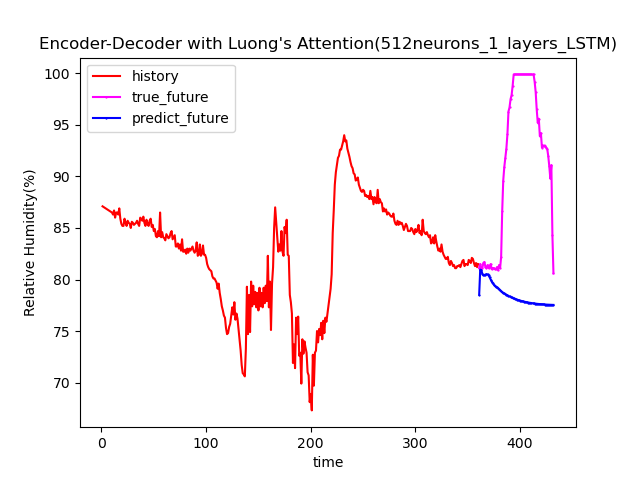 Encoder-Decoder with Luong's Attention(512neurons_1_layers_LSTM)
history
true_future
predict_future
Relative Humidity(%)
100
95
90
85
80
75
70
0 100 200 300 400
time